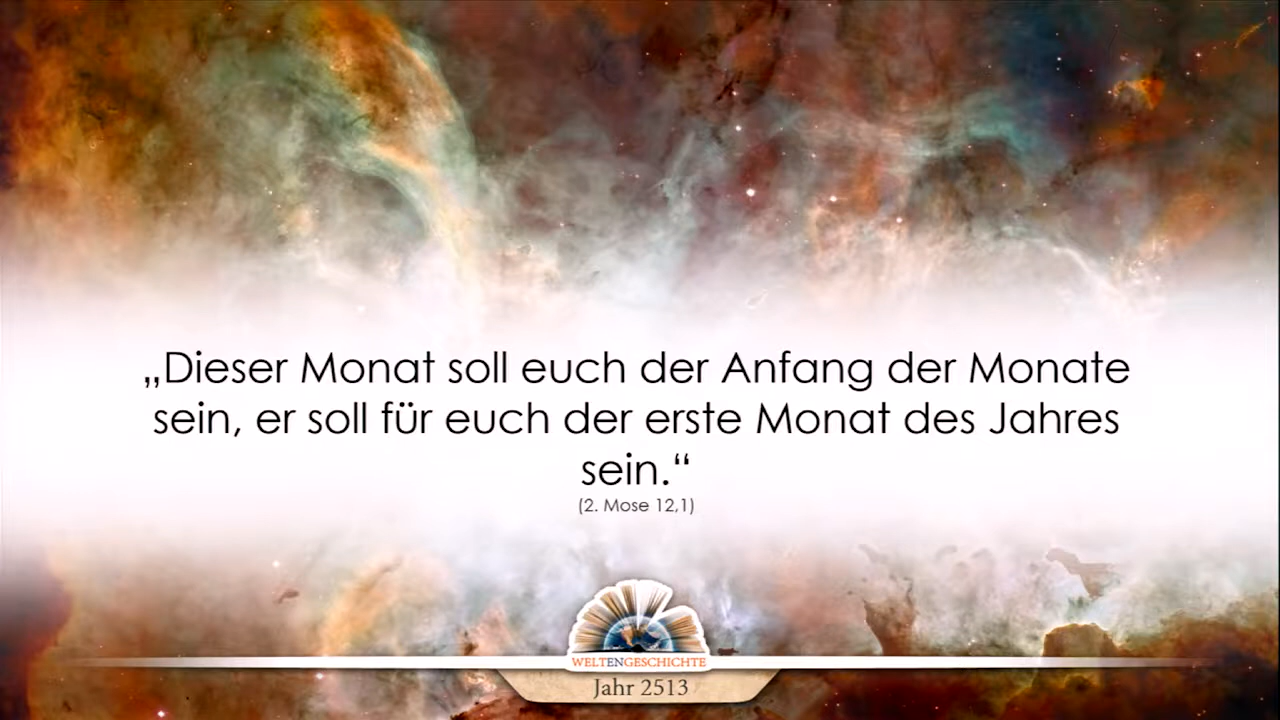 „Dieser Monat soll euch der Anfang der Monate
sein, er soll für euch der erste Monat des Jahres
sein.“
(2. Mose 12,1)
WELTENGESCHICHTE
Jahr 2513